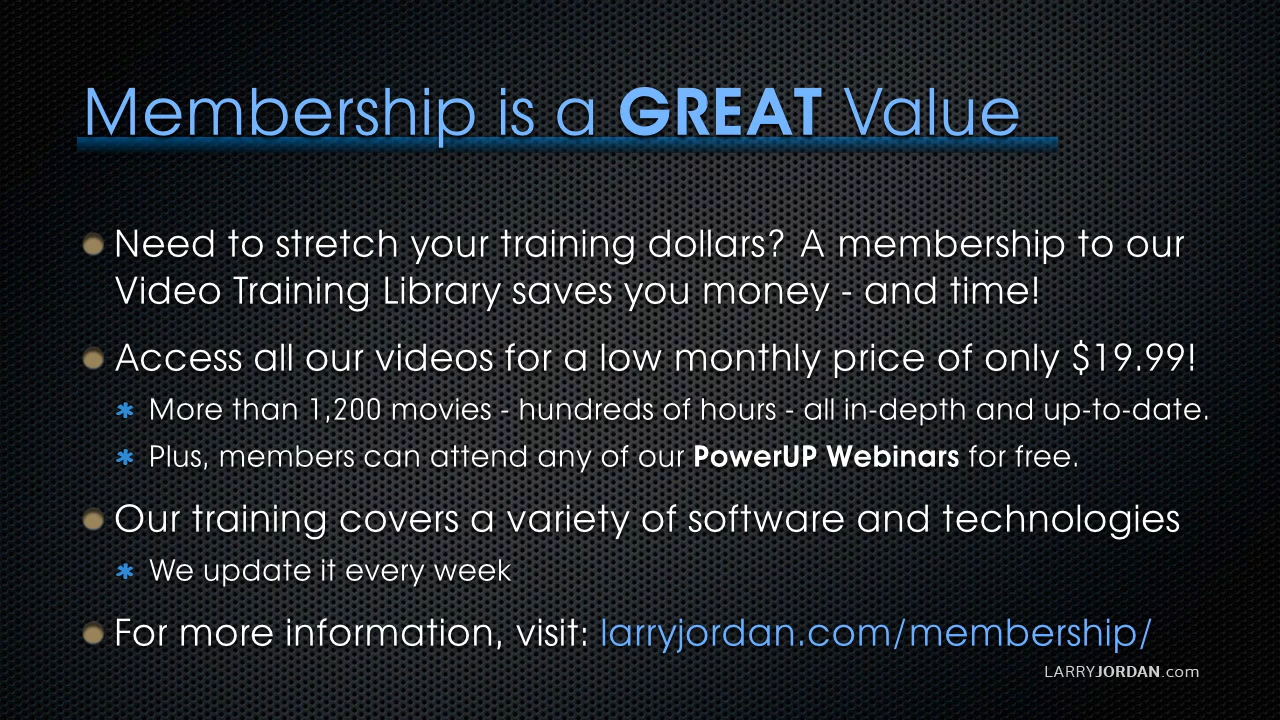 Membership is a GREAT Value
Need to stretch your training dollars? A membership to our
Video Training Library saves you money - and time!
Access all our videos for a low monthly price of only $19.99!
More than 1,200 movies - hundreds of hours - all in-depth and up-to-date.
Plus, members can attend any of our PowerUP Webinars for free.
Our training covers a variety of software and technologies
We update it every week
For more information, visit: larryjordan.com/membership/
LARRYJORDAN.com